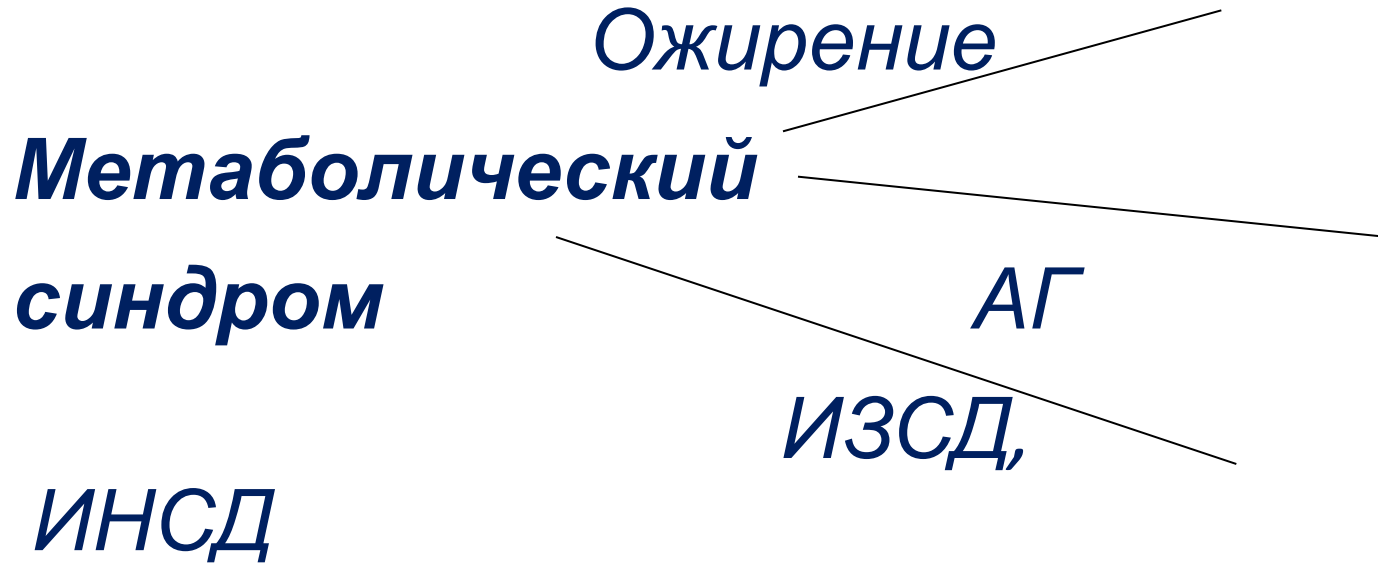 Ожирение
Метаболический
синдром АГ
ИЗСД,
ИНСД